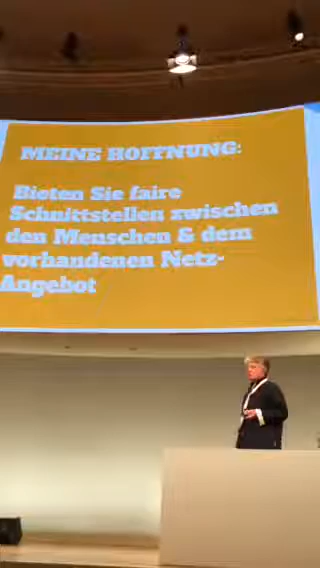 MEINE HOFFNUNG:
Bieten Sie faire
Schnittstellen zwischen
den Menschen & dem
vorhandenen Netz-
Angebot